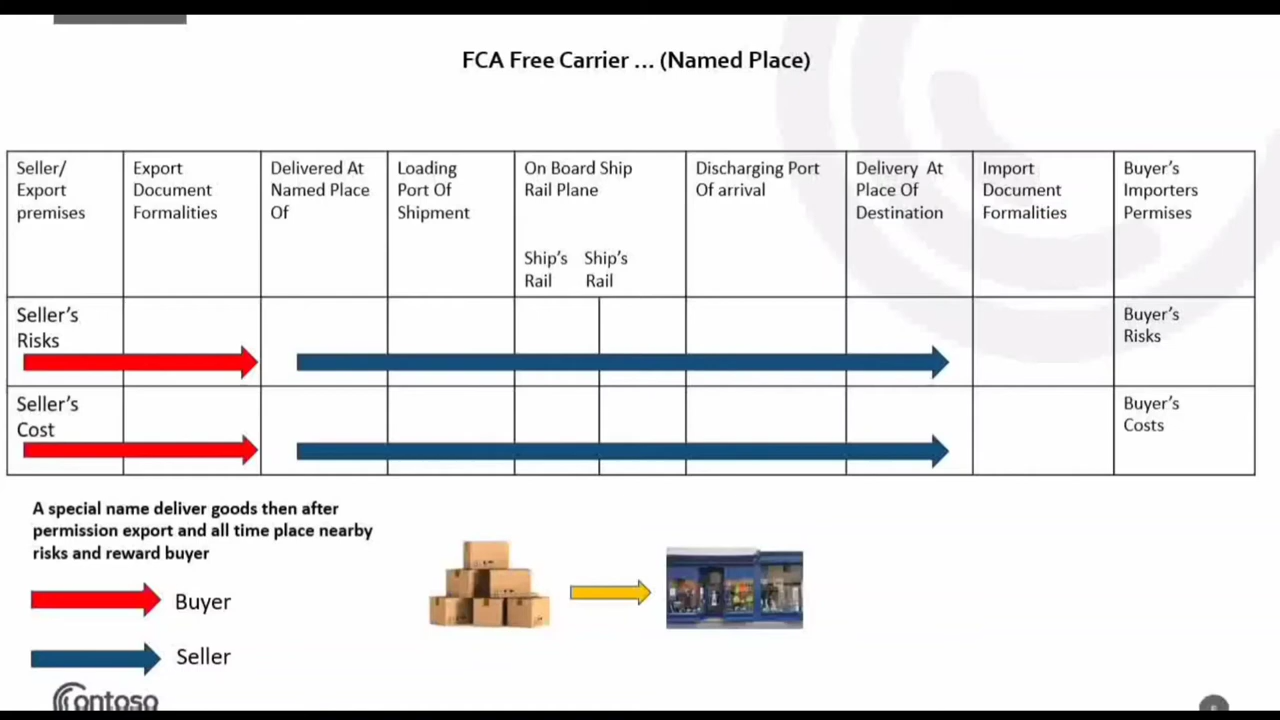 FCA Free Carrier ... (Named Place)
Seller/
Export
premises
Export
Document
Formalities
Delivered At
Named Place
Of
Loading
Port Of
Shipment
On Board Ship
Rail Plane
Ship's Ship's
Rail Rail
Discharging Port
Of arrival
Delivery At
Place Of
Destination
Import
Document
Formalities
Buyer's
Importers
Permises
Seller's
Risks
Buyer's
Risks
Seller's
Cost
Buyer's
Costs
A special name deliver goods then after
permission export and all time place nearby
risks and reward buyer
Buyer
Seller
Contoso